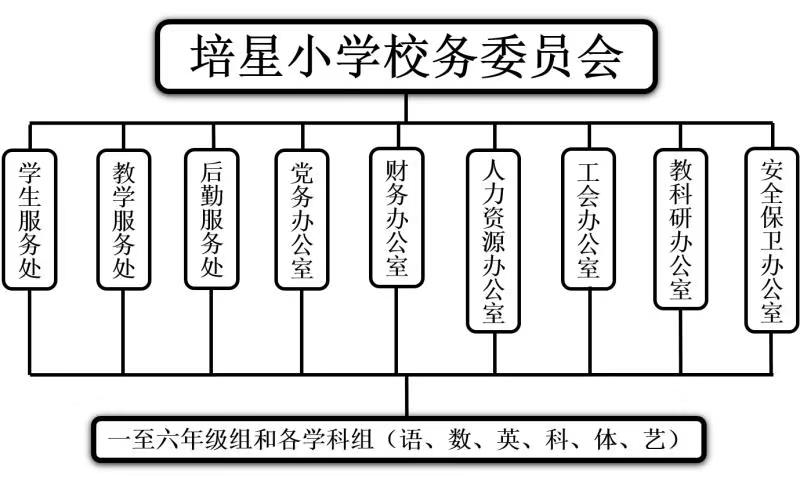 培星小学校务委员会
学生服务处
教学服务处
后勤服务处
党务办公室
财务办公室
人力资源办公室
工会办公室
教科研办公室
安全保卫办公室
一至六年级组和各学科组（语、数、英、科、体、艺）